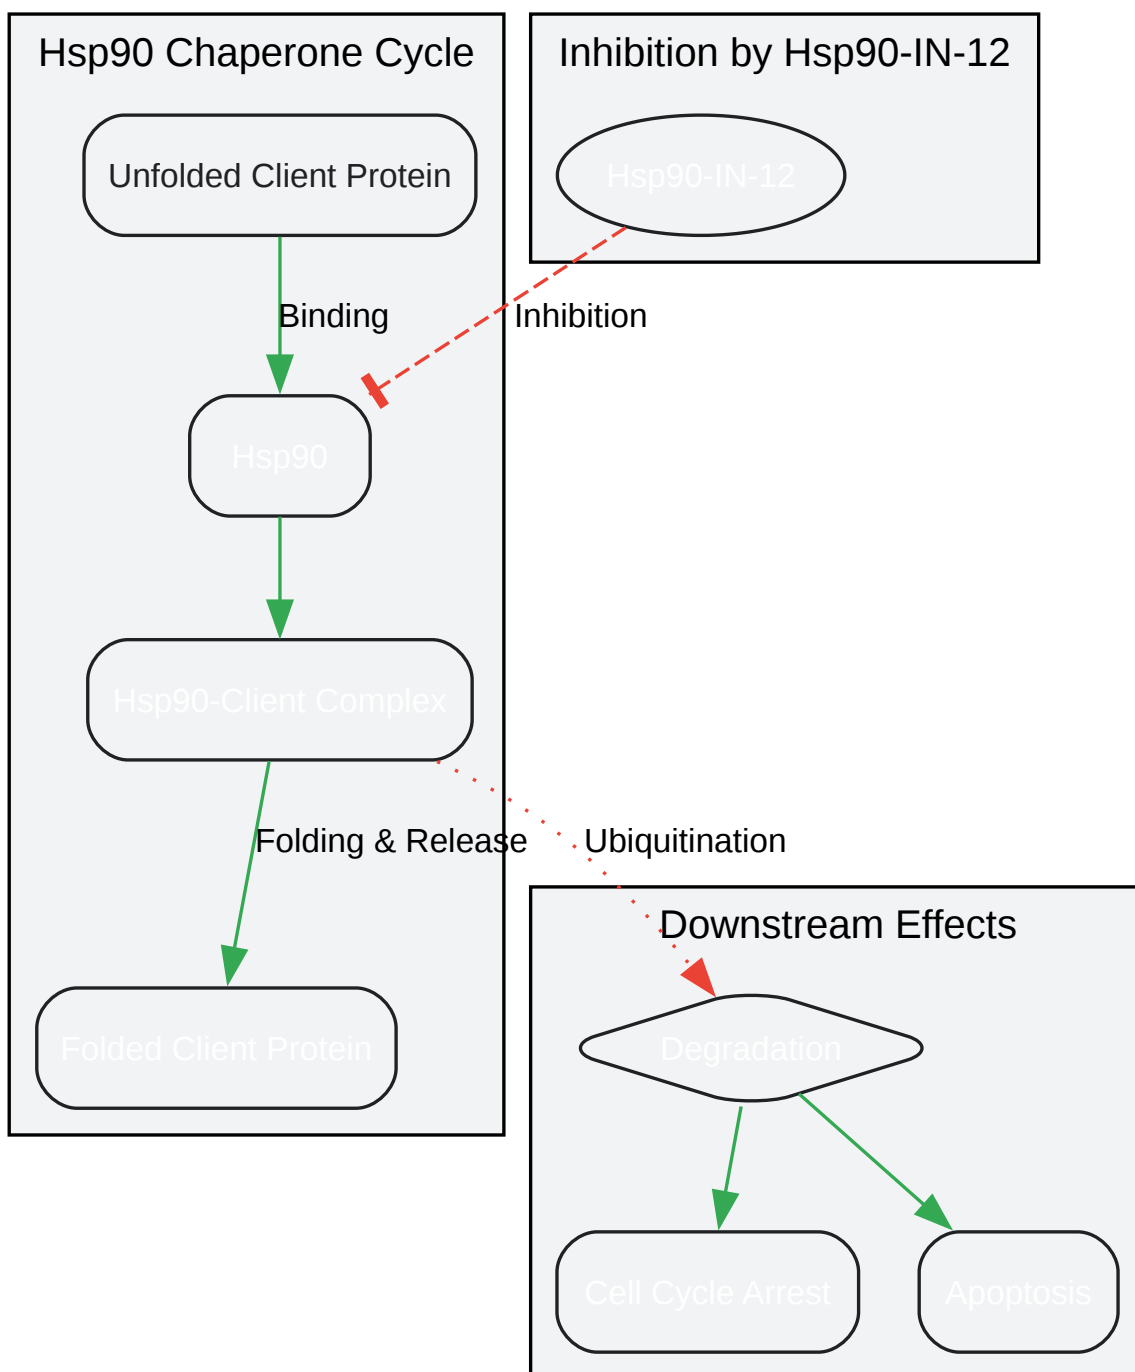 Hsp90 Chaperone Cycle
Inhibition by Hsp90-IN-12
Unfolded Client Protein
Hsp90-IN-12
Binding
Inhibition
Hsp90
Hsp90-Client Complex
Folding & Release
Ubiquitination
Downstream Effects
Folded Client Protein
Degradation
Cell Cycle Arrest
Apoptosis